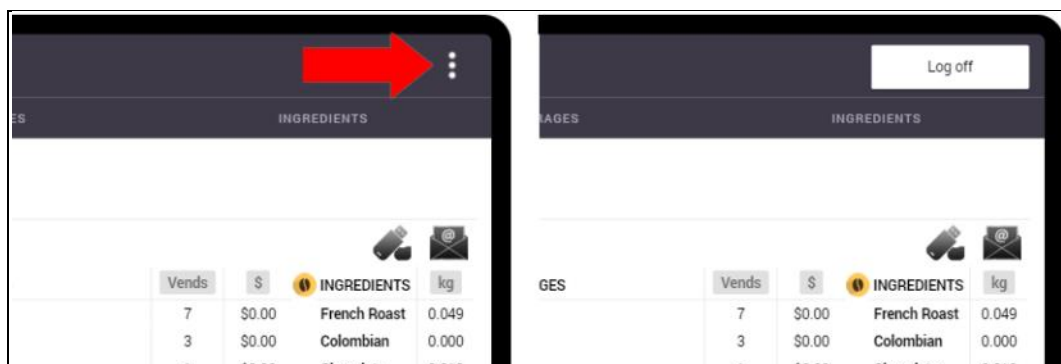 Log off
ES INGREDIENTS
AGES INGREDIENTS
Vends $ INGREDIENTS kg
7 $0.00 French Roast 0.049
3 $0.00 Colombian 0.000
GES Vends $ INGREDIENTS kg
7 $0.00 French Roast 0.049
3 $0.00 Colombian 0.000